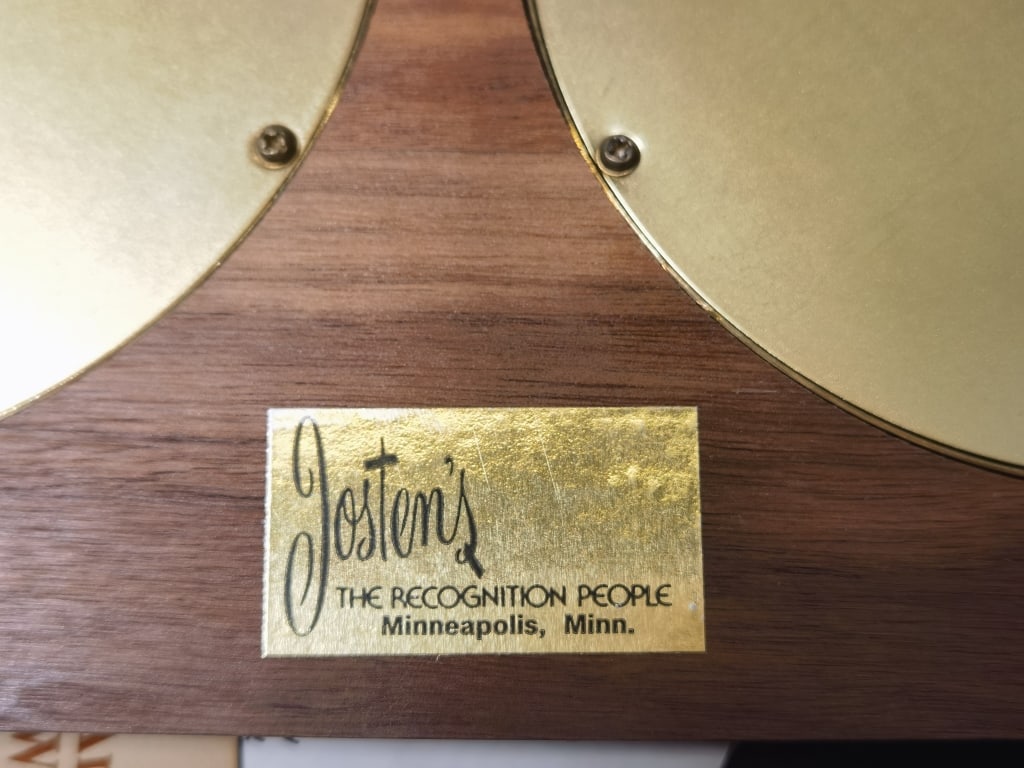 Josten's
THE RECOGNITION PEOPLE
Minneapolis, Minn.